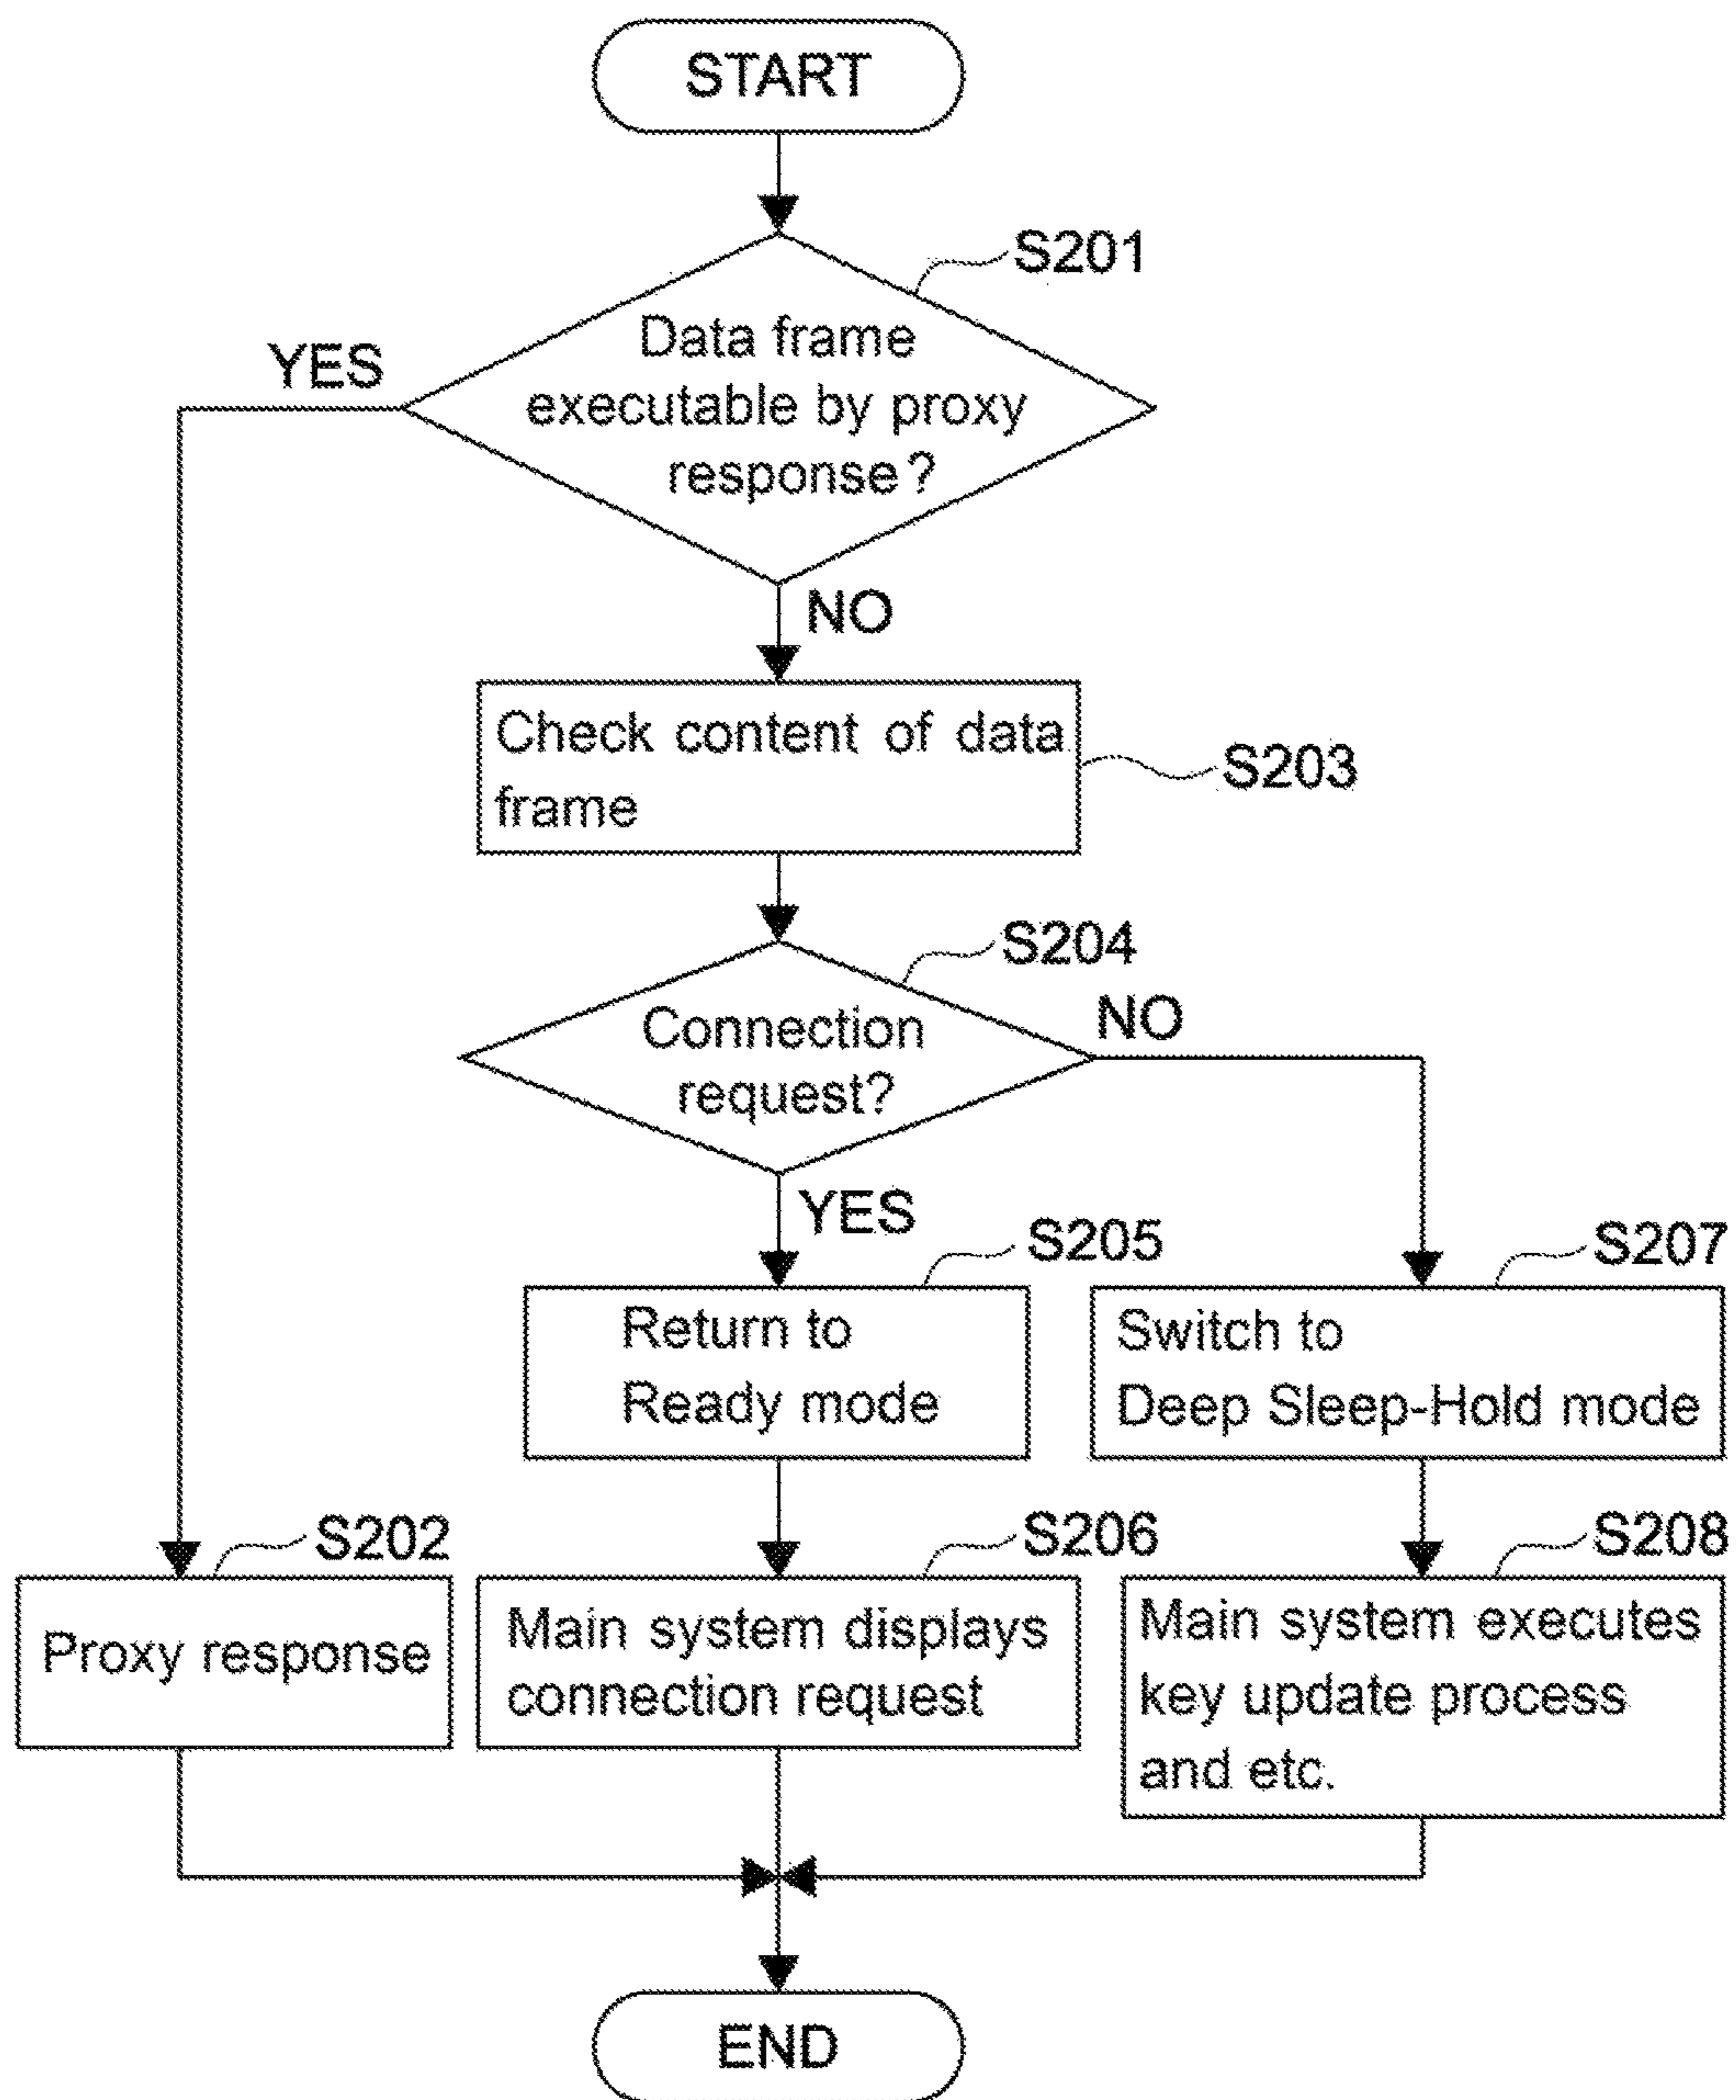 START
S201
Data frame
executable by proxy
response?
YES
NO
Check content of data
frame
S203
S204
Connection
request?
NO
YES
S205
Return to
Ready mode
S207
Switch to
Deep Sleep-Hold mode
S202
Proxy response
S206
Main system displays
connection request
S208
Main system executes
key update process
and etc.
END